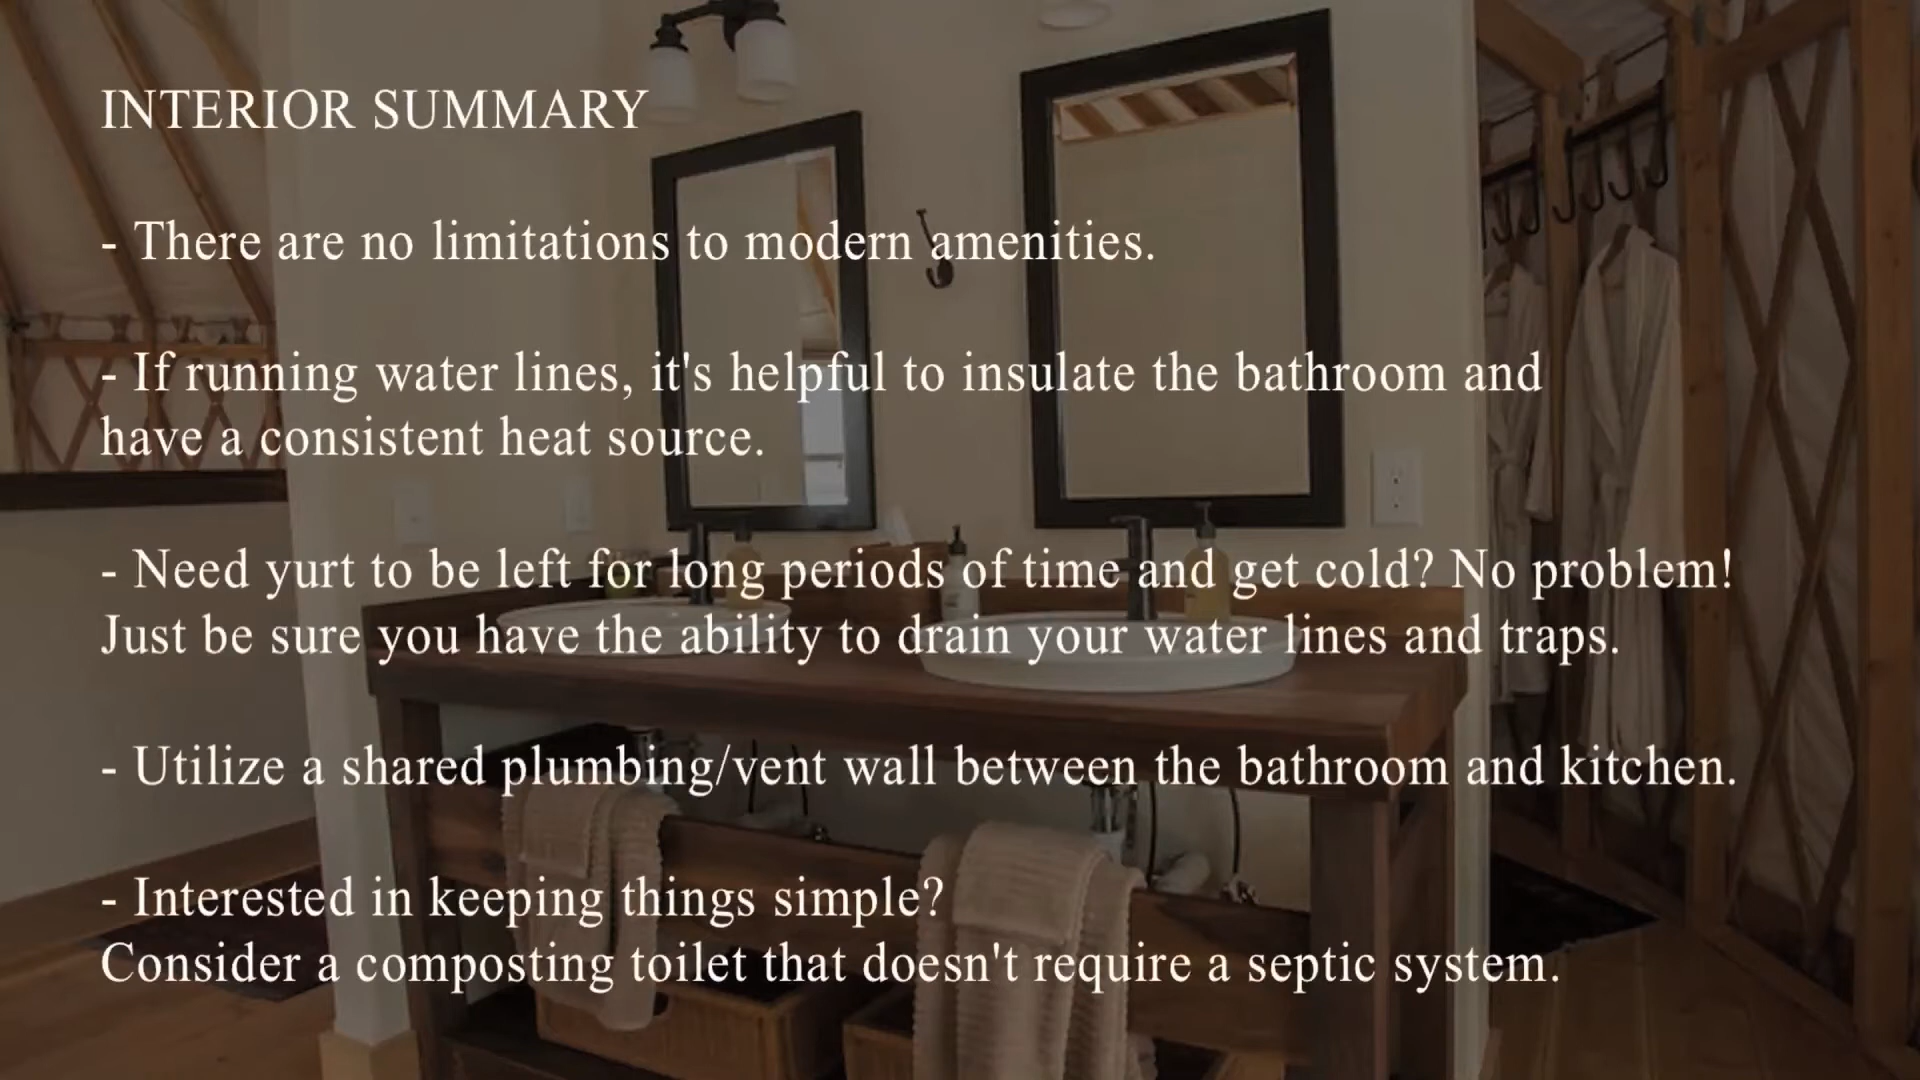 INTERIOR SUMMARY
- There are no limitations to modern amenities.
- If running water lines, it's helpful to insulate the bathroom and
have a consistent heat source.
- Need yurt to be left for long periods of time and get cold? No problem!
Just be sure you have the ability to drain your water lines and traps.
- Utilize a shared plumbing/vent wall between the bathroom and kitchen.
- Interested in keeping things simple?
Consider a composting toilet that doesn't require a septic system.